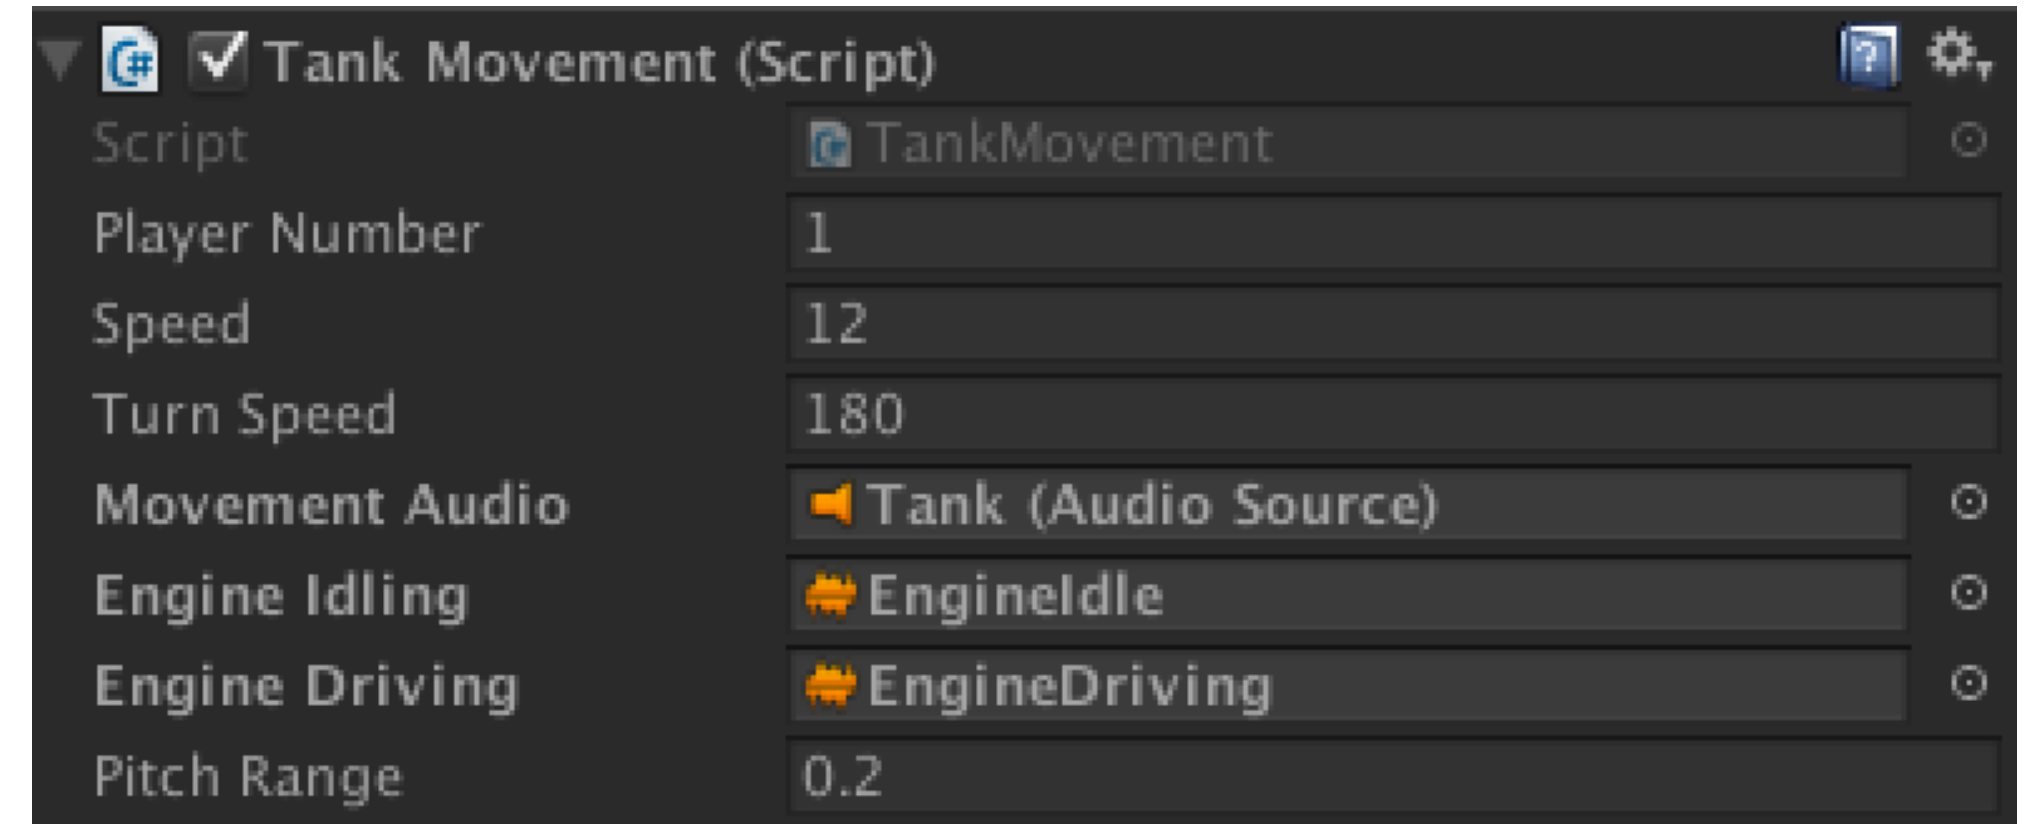 Tank Movement (Script)
Script TankMovement
Player Number 1
Speed 12
Turn Speed 180
Movement Audio Tank (Audio Source)
Engine Idling EngineIdle
Engine Driving EngineDriving
Pitch Range 0.2